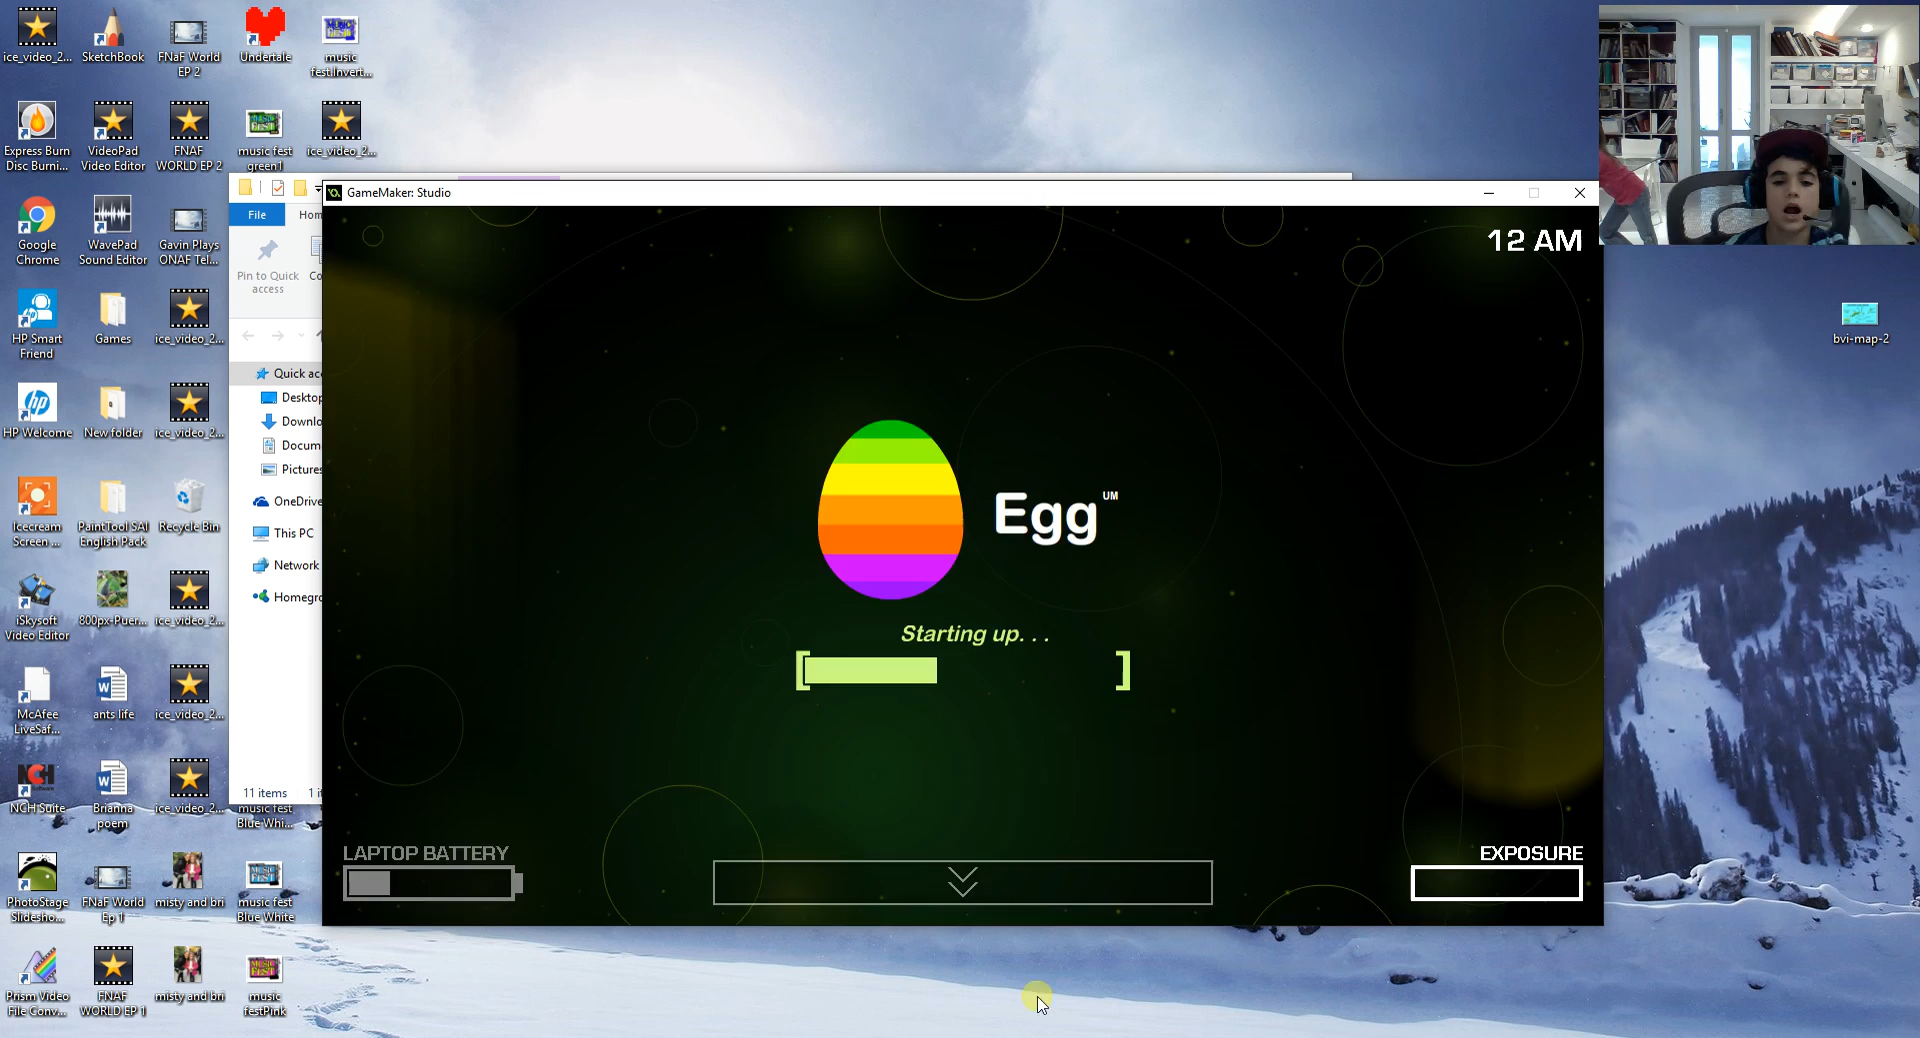 ice_video_2...
SketchBook
FNaF World
EP 2
Undertale
music
festInvert...
Express Burn
Disc Burni...
VideoPad
Video Editor
FNAF
WORLD EP 2
music fest
green1
ice_video_2...
Google
Chrome
WavePad
Sound Editor
Gavin Plays
ONAF Tel...
HP Smart
Friend
Games
ice_video_2...
HP Welcome
New folder
ice_video_2...
Icecream
Screen ...
PaintTool SAI
English Pack
Recycle Bin
iSkysoft
Video Editor
800px-Puer...
ice_video_2...
McAfee
LiveSaf...
ants life
ice_video_2...
NCH Suite
Brianna
poem
ice_video_2...
music fest
Blue Whi...
PhotoStage
Slidesho...
FNaF World
Ep 1
misty and bri
music fest
Blue White
Prism Video
File Conv...
FNAF
WORLD EP 1
misty and bri
music
festPink
File
Hom
Pin to Quick
access
Co
Quick ac
Desktop
Downlo
Docum
Pictures
OneDrive
This PC
Network
Homegro
11 items
1 i
GameMaker: Studio
12 AM
Egg UM
Starting up. . .
LAPTOP BATTERY
EXPOSURE
bvi-map-2